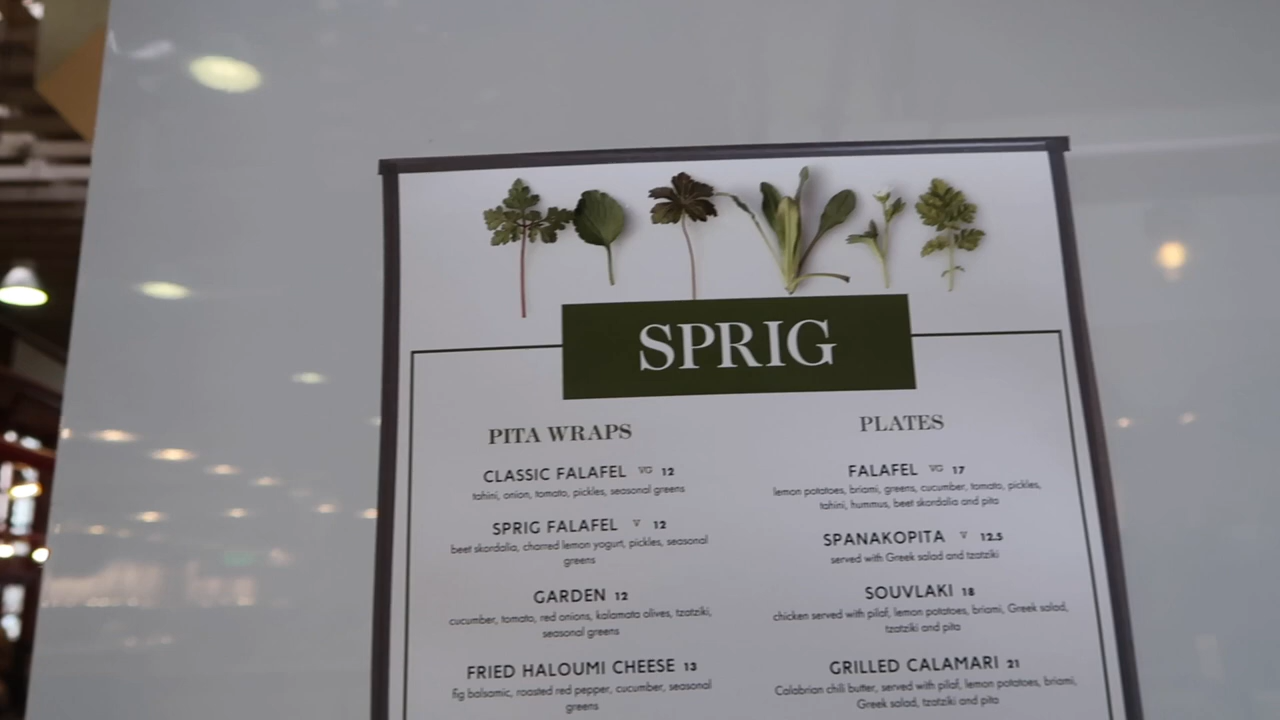 SPRIG
PITA WRAPS
CLASSIC FALAFEL VG 12
tahini, onion, tomato, pickles, seasonal greens
SPRIG FALAFEL V 12
beet skordalia, charred lemon yogurt, pickles, seasonal
greens
GARDEN 12
cucumber, tomato, red onions, kalamata olives, tzatziki,
seasonal greens
FRIED HALOUMI CHEESE 13
fig balsamic, roasted red pepper, cucumber, seasonal
greens
PLATES
FALAFEL VG 17
lemon potatoes, briami, greens, cucumber, tomato, pickles,
tahini, hummus, beet skordalia and pita
SPANAKOPITA V 12.5
served with Greek salad and tzatziki
SOUVLAKI 18
chicken served with pilaf, lemon potatoes, briami, Greek salad,
tzatziki and pita
GRILLED CALAMARI 21
Calabrian chili butter, served with pilaf, lemon potatoes, briami,
Greek salad, tzatziki and pita